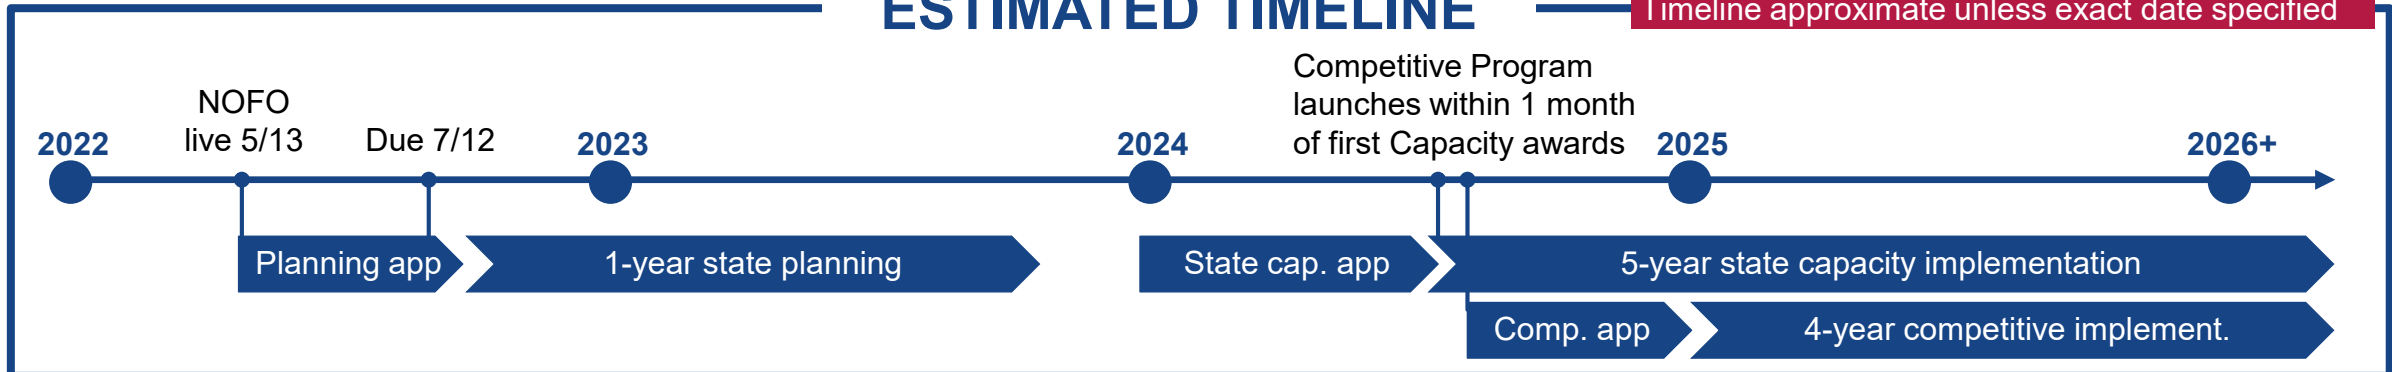 ESTIMATED TIMELINE
Timeline approximate unless exact date specified
Competitive Program
launches within 1 month
of first Capacity awards
NOFO
live 5/13
Due 7/12
2022
2023
2024
2025
2026+
Planning app
1-year state planning
State cap. app
5-year state capacity implementation
Comp. app
4-year competitive implement.